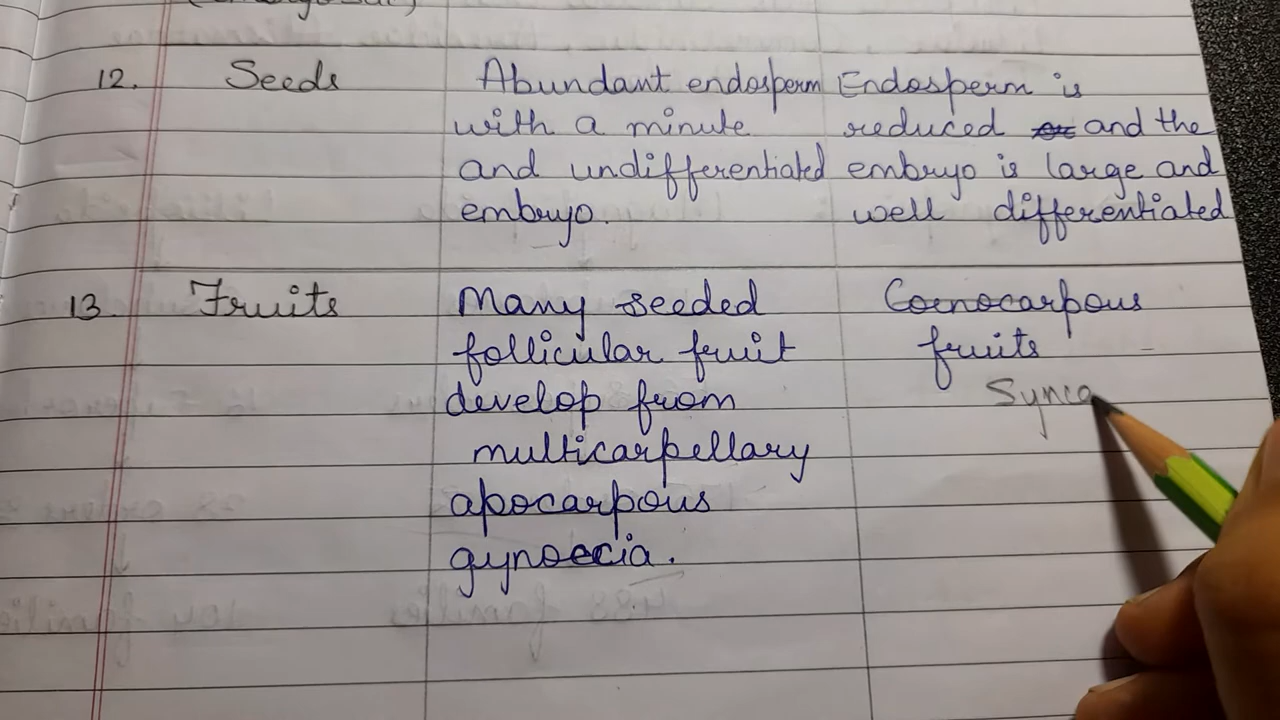 12. Seeds Abundant endosperm Endosperm is
with a minute reduced and the
and undifferentiated embryo is large and
embryo. well differentiated
13 Fruits Many seeded Coenocarpous
follicular fruit fruits
develop from Synca
multicarpellary
apocarpous
gynoecia.